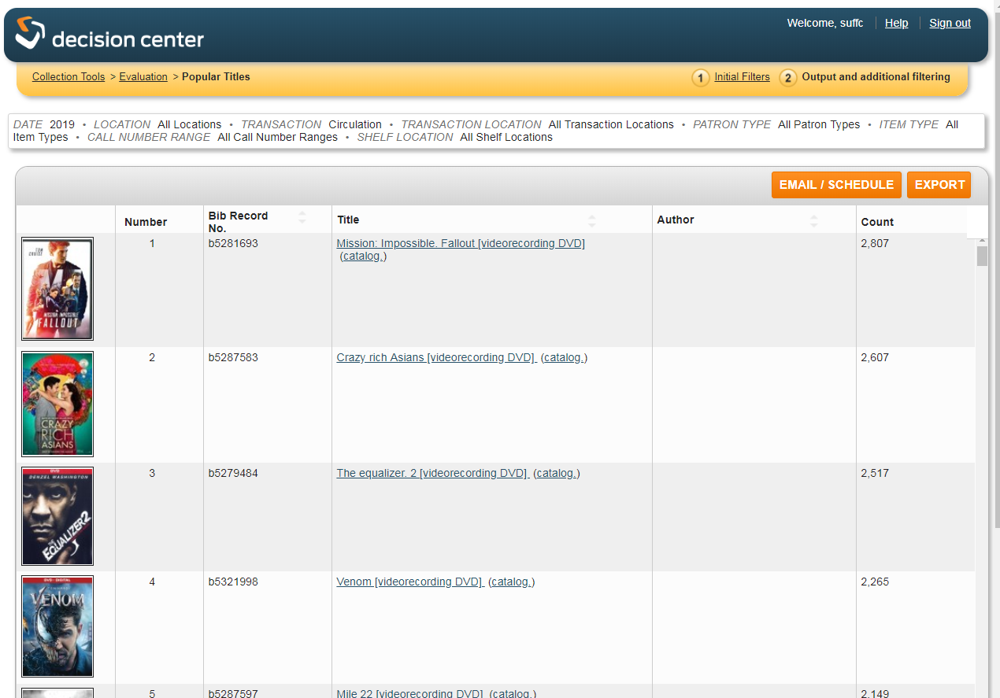 Welcome, suffc Help Sign out
decision center
Collection Tools > Evaluation > Popular Titles 1 Initial Filters 2 Output and additional filtering
DATE 2019 • LOCATION All Locations • TRANSACTION Circulation • TRANSACTION LOCATION All Transaction Locations • PATRON TYPE All Patron Types • ITEM TYPE All
Item Types • CALL NUMBER RANGE All Call Number Ranges • SHELF LOCATION All Shelf Locations
EMAIL / SCHEDULE EXPORT
Number Bib Record Title Author Count
No.
1 b5281693 Mission: Impossible. Fallout [videorecording DVD] 2,807
(catalog.)
TOM
CRUISE
MISSION: IMPOSSIBLE
FALLOUT
2 b5287583 Crazy rich Asians [videorecording DVD] (catalog.) 2,607
CRAZY
RICH
ASIANS
3 b5279484 The equalizer. 2 [videorecording DVD] (catalog.) 2,517
DVD
DENZEL WASHINGTON
THE
EQUALIZER 2
4 b5321998 Venom [videorecording DVD] (catalog.) 2,265
DVD + DIGITAL
VENOM
5 b5287597 Mile 22 [videorecording DVD] (catalog.) 2,149